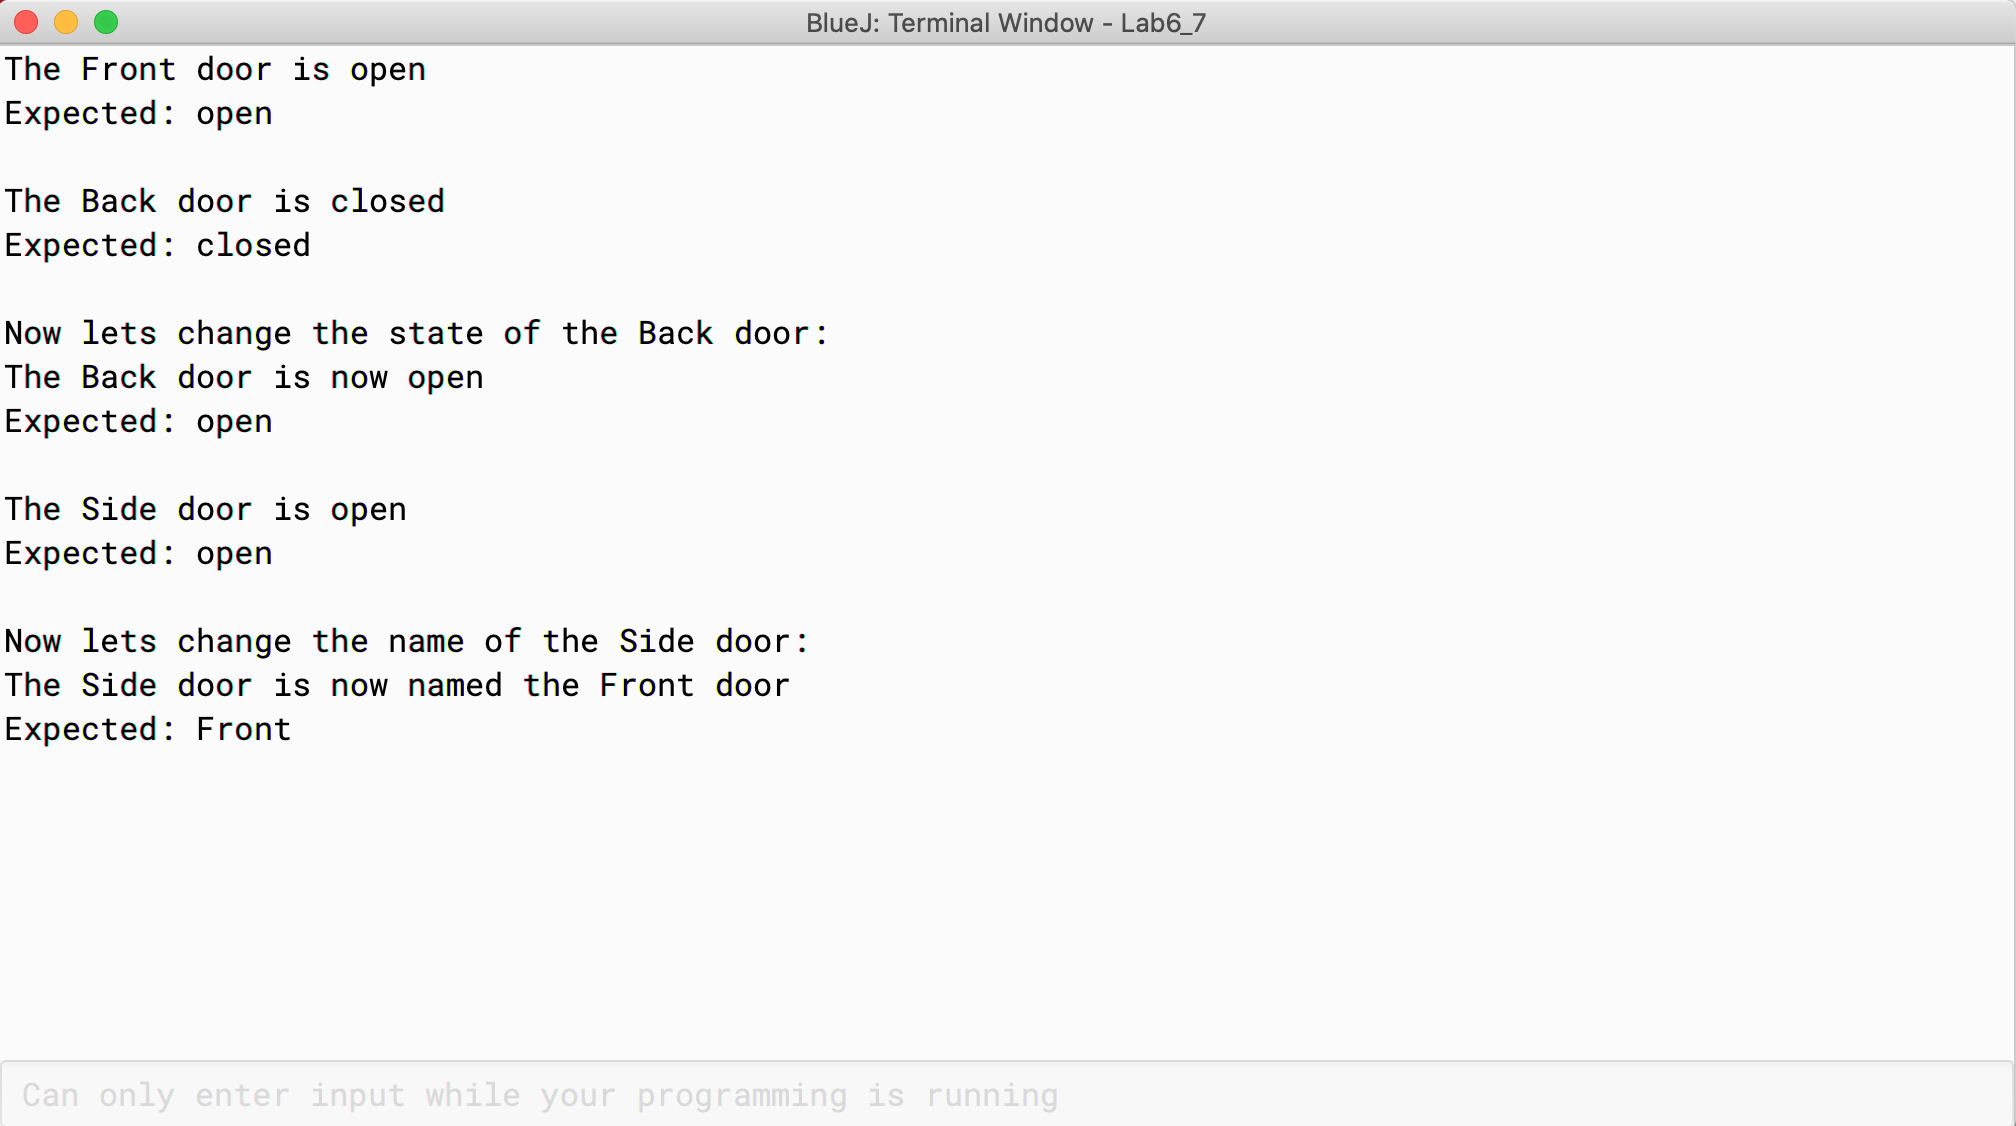 BlueJ: Terminal Window - Lab6_7
The Front door is open
Expected: open
The Back door is closed
Expected: closed
Now lets change the state of the Back door:
The Back door is now open
Expected: open
The Side door is open
Expected: open
Now lets change the name of the Side door:
The Side door is now named the Front door
Expected: Front
Can only enter input while your programming is running